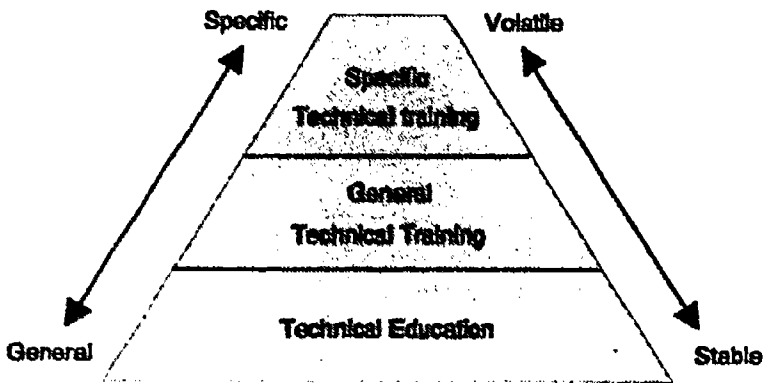 Specific
Volatile
Specific
Technical training
General
Technical Training
Technical Education
General
Stable